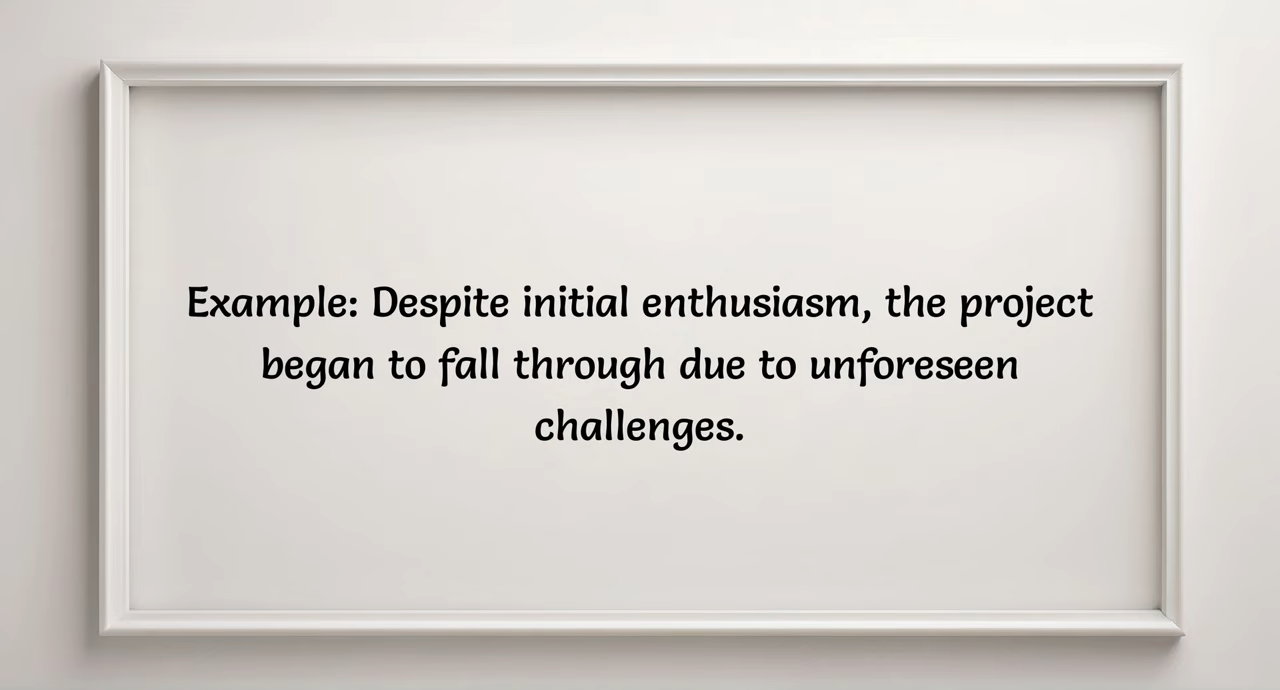 Example: Despite initial enthusiasm, the project
began to fall through due to unforeseen
challenges.